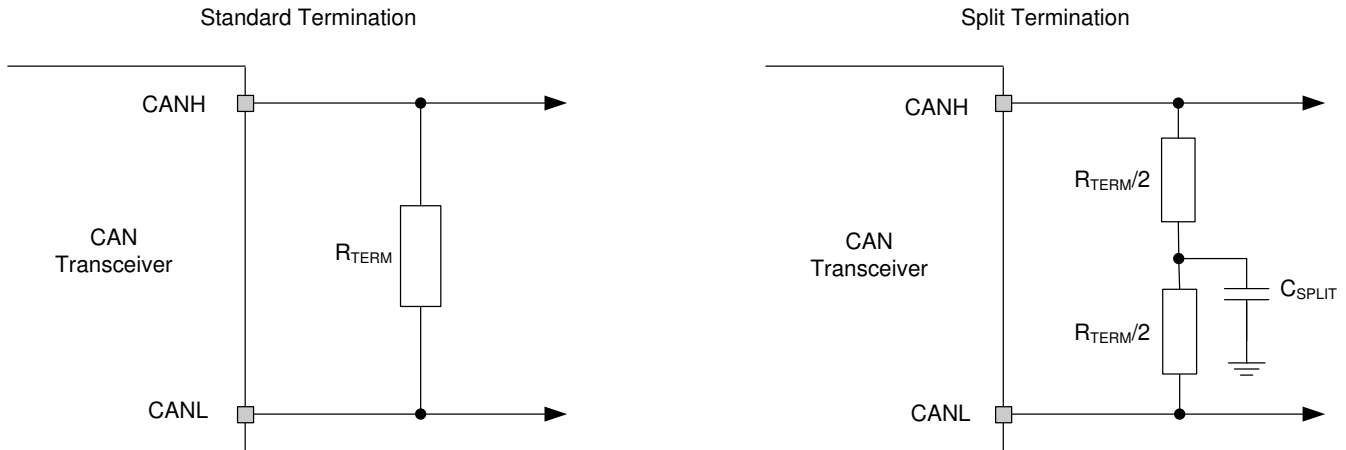 Standard Termination
CANH
CAN
Transceiver
RTERM
CANL
Split Termination
CANH
CAN
Transceiver
RTERM/2
RTERM/2
CSPLIT
CANL